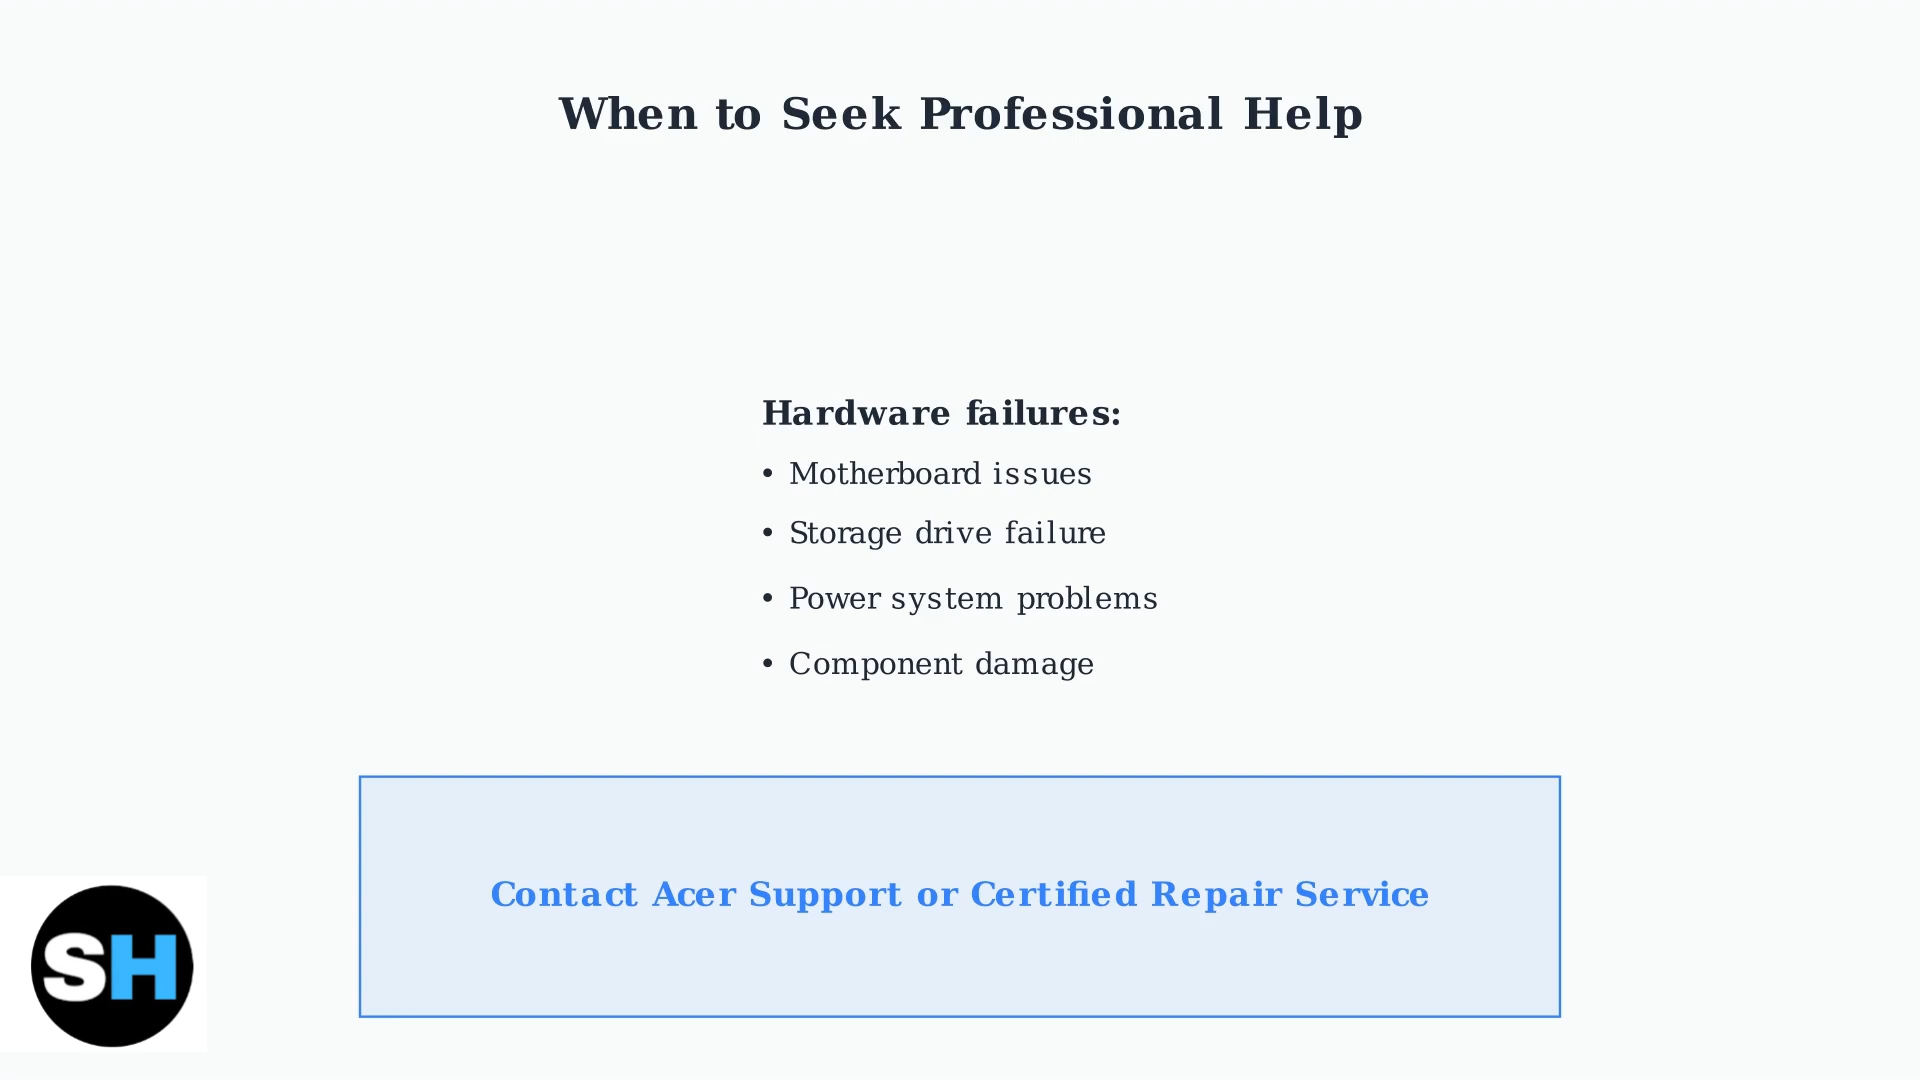 When to Seek Professional Help
Hardware failures:
• Motherboard issues
• Storage drive failure
• Power system problems
• Component damage
Contact Acer Support or Certified Repair Service
SH